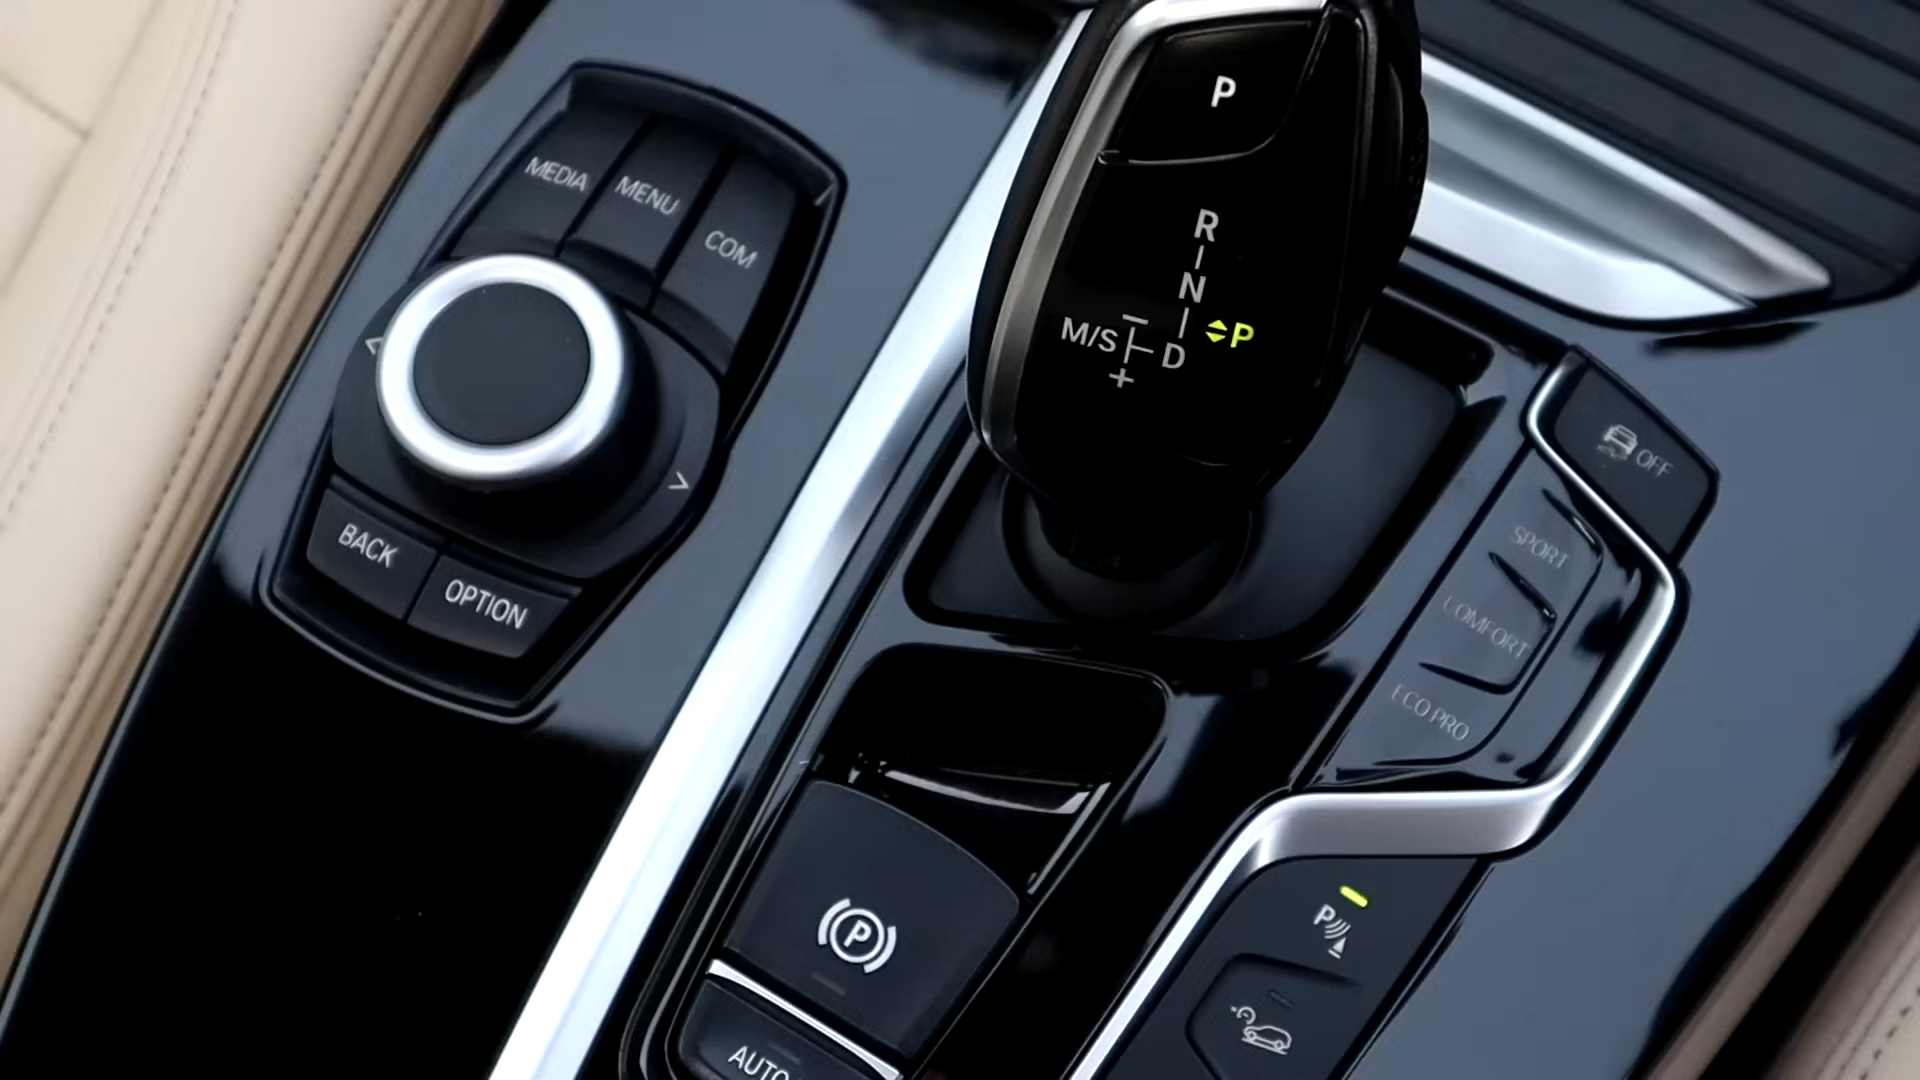 MEDIA
MENU
COM
BACK
OPTION
P
R
N
M/S
D
P
OFF
SPORT
COMFORT
ECO PRO
P
P
AUTO